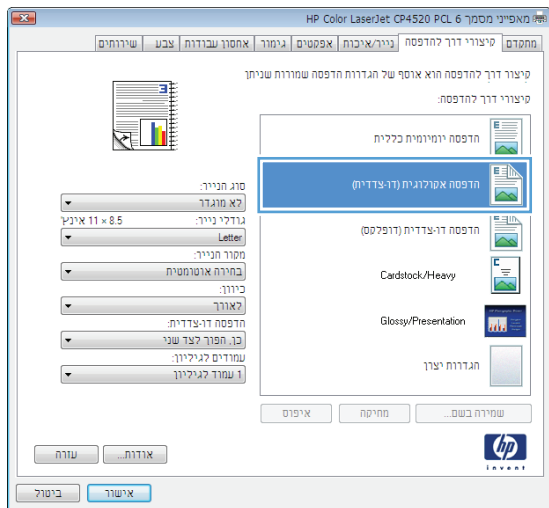 מאפייני מסמך HP Color LaserJet CP4520 PCL 6
מתקדם קיצורי דרך להדפסה נייר/איכות אפקטים גימור אחסון עבודות צבע שירותים
קיצור דרך להדפסה הוא אוסף של הגדרות הדפסה שמורות שניתן
קיצורי דרך להדפסה:
הדפסה יומיומית כללית
הדפסה אקולוגית (דו-צדדית)
הדפסה דו-צדדית (דופלקס)
Cardstock/Heavy
Glossy/Presentation
הגדרות יצרן
סוג הנייר:
לא מוגדר
גודלי נייר: 8.5 × 11 אינץ'
Letter
מקור הנייר:
בחירה אוטומטית
כיוון:
לאורך
הדפסה דו-צדדית:
כן, הפוך לצד שני
עמודים לגיליון:
1 עמוד לגיליון
שמירה בשם... מחיקה איפוס
hp
invent
אודות... עזרה
אישור ביטול